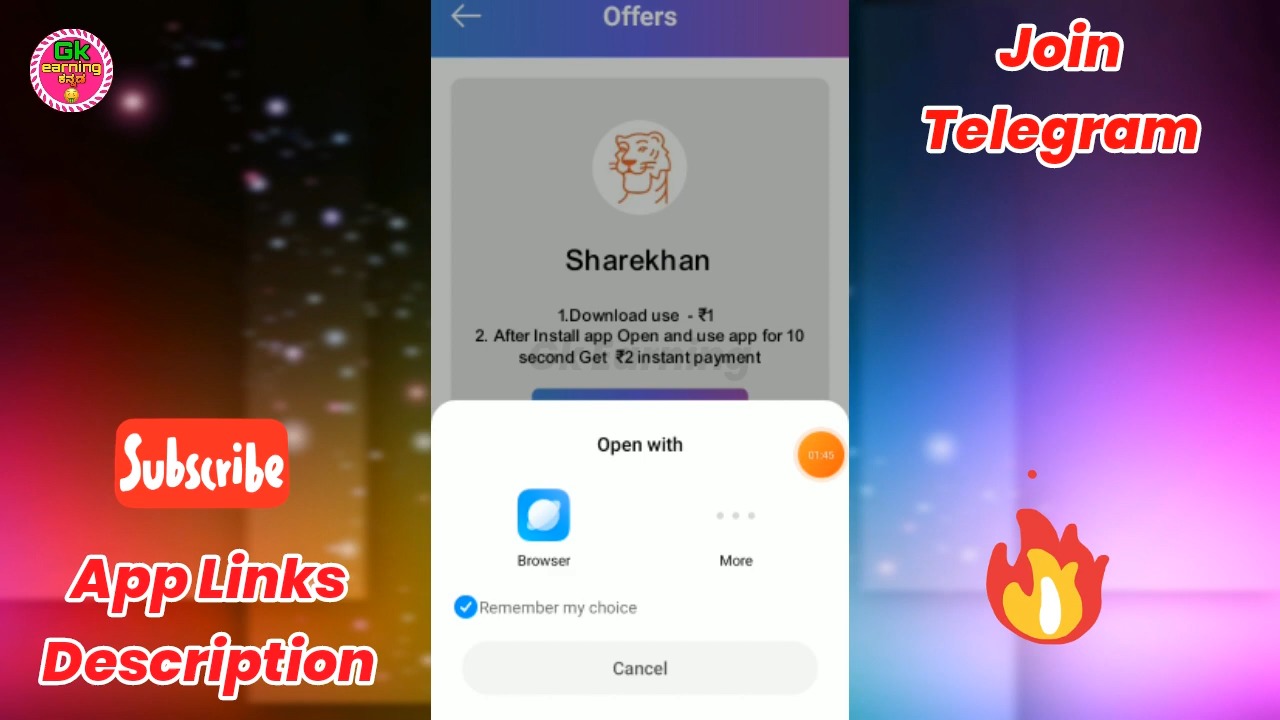 Gk
earning
ಕನ್ನಡ
Subscribe
App Links
Description
Offers
Sharekhan
1.Download use - ₹1
2. After Install app Open and use app for 10
second Get ₹2 instant payment
Gk Earning
Open with
01:45
Browser
More
Remember my choice
Cancel
Join
Telegram